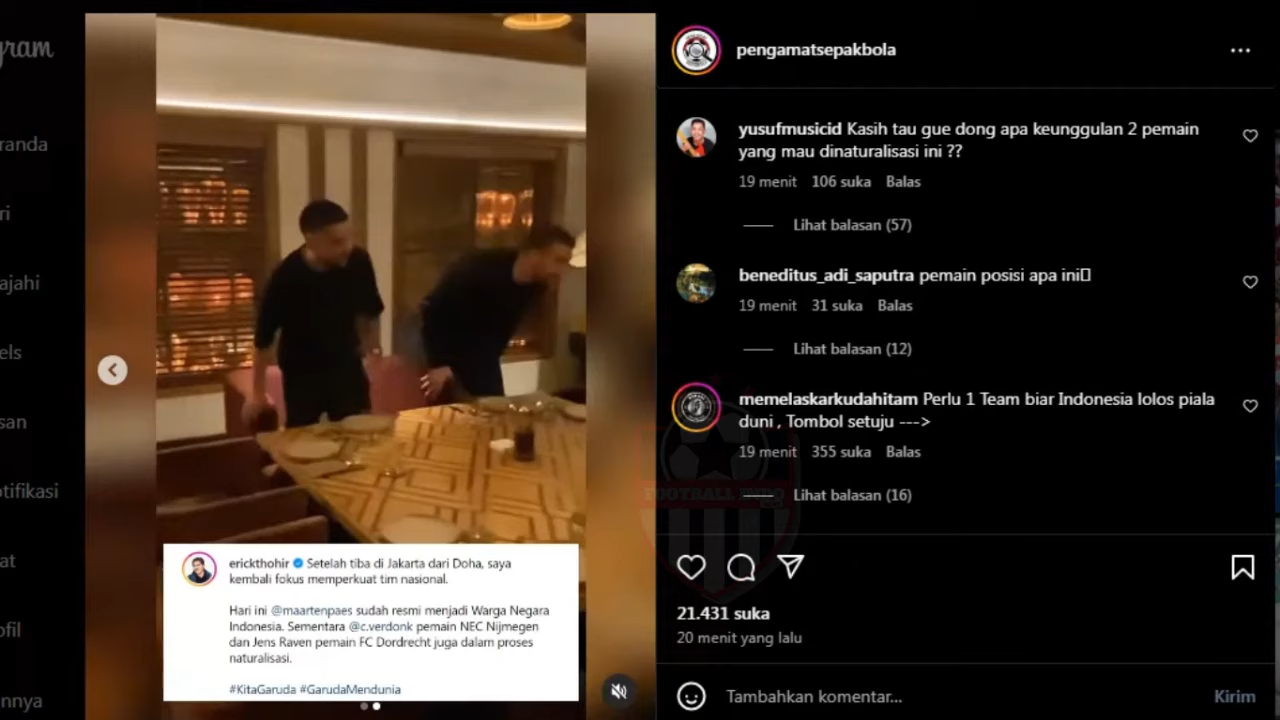 gram
randa
ri
ajahi
els
san
otifikasi
at
ofil
nnya
erickthohir Setelah tiba di Jakarta dari Doha, saya
kembali fokus memperkuat tim nasional.
Hari ini @maartenpaes sudah resmi menjadi Warga Negara
Indonesia. Sementara @c.verdonk pemain NEC Nijmegen
dan Jens Raven pemain FC Dordrecht juga dalam proses
naturalisasi.
#KitaGaruda #GarudaMendunia
pengamatsepakbola
yusufmusicid Kasih tau gue dong apa keunggulan 2 pemain
yang mau dinaturalisasi ini ??
19 menit 106 suka Balas
Lihat balasan (57)
beneditus_adi_saputra pemain posisi apa ini
19 menit 31 suka Balas
Lihat balasan (12)
memelaskarkudahitam Perlu 1 Team biar Indonesia lolos piala
duni , Tombol setuju --->
19 menit 355 suka Balas
Lihat balasan (16)
FOOTBALL INFO
21.431 suka
20 menit yang lalu
Tambahkan komentar...
Kirim